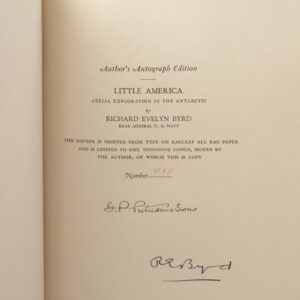 Author's Autograph Edition
LITTLE AMERICA
AERIAL EXPLORATION IN THE ANTARCTIC
by
RICHARD EVELYN BYRD
REAR ADMIRAL U. S. NAVY
THIS EDITION IS PRINTED FROM TYPE ON RAGLEAF ALL RAG PAPER
AND IS LIMITED TO ONE THOUSAND COPIES, SIGNED BY
THE AUTHOR, OF WHICH THIS IS COPY
Number
G. P. Putnam's Sons
R E Byrd